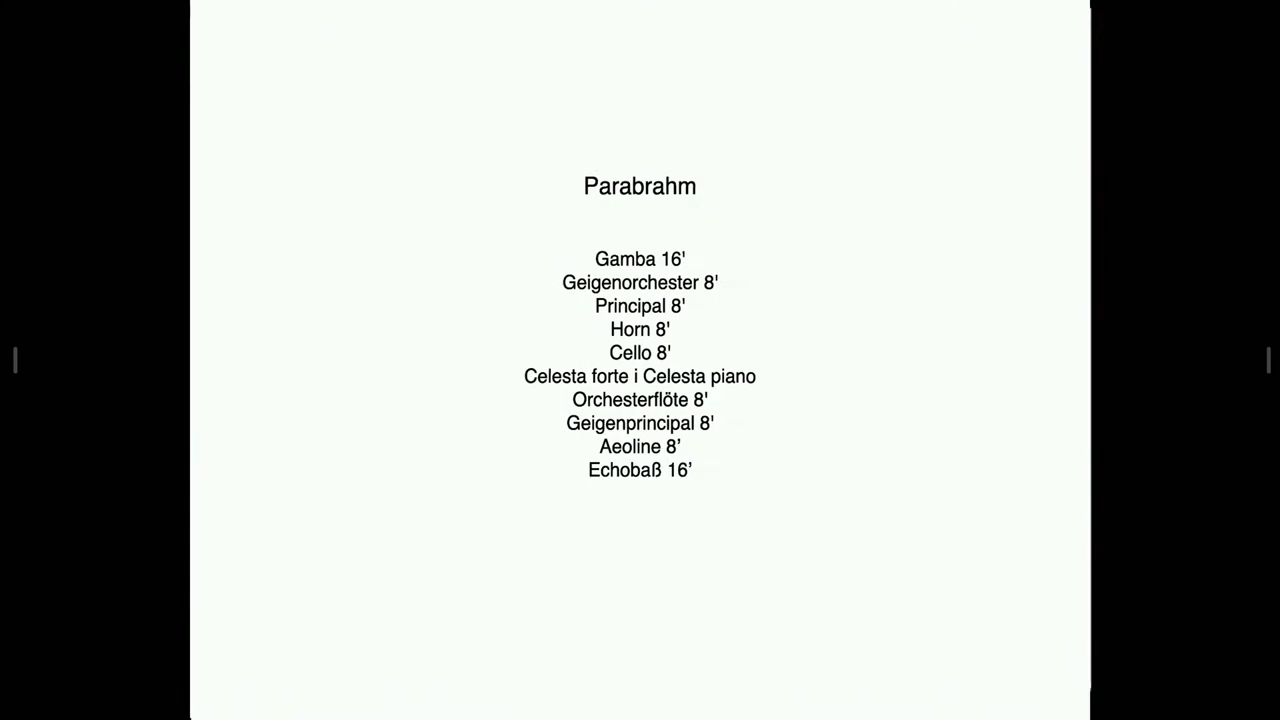 Parabrahm
Gamba 16'
Geigenorchester 8'
Principal 8'
Horn 8'
Cello 8'
Celesta forte i Celesta piano
Orchesterflöte 8'
Geigenprincipal 8'
Aeoline 8’
Echobaß 16’